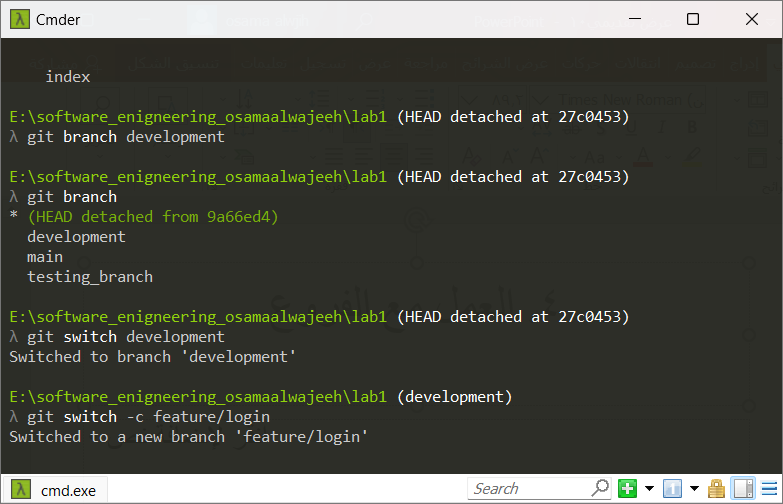 Cmder
index
E:\software_enigneering_osamaalwajeeh\lab1 (HEAD detached at 27c0453)
λ git branch development
E:\software_enigneering_osamaalwajeeh\lab1 (HEAD detached at 27c0453)
λ git branch
* (HEAD detached from 9a66ed4)
development
main
testing_branch
E:\software_enigneering_osamaalwajeeh\lab1 (HEAD detached at 27c0453)
λ git switch development
Switched to branch 'development'
E:\software_enigneering_osamaalwajeeh\lab1 (development)
λ git switch -c feature/login
Switched to a new branch 'feature/login'
cmd.exe
Search